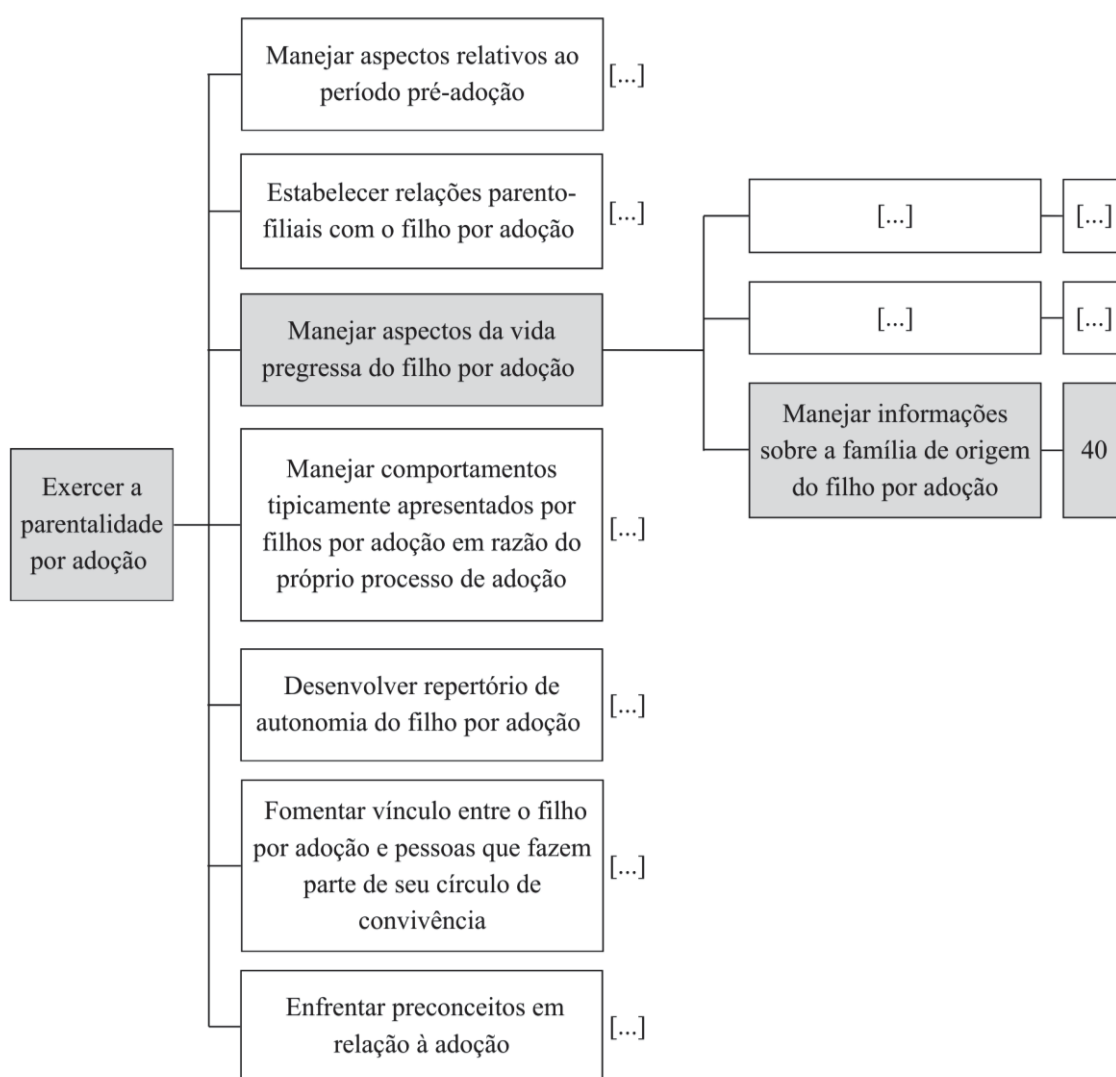 Manejar aspectos relativos ao
período pré-adoção
[...]
Estabelecer relações parento-
filiais com o filho por adoção
[...]
Manejar aspectos da vida
pregressa do filho por adoção
[...]
[...]
[...]
[...]
Manejar informações
sobre a família de origem
do filho por adoção
40
Exercer a
parentalidade
por adoção
Manejar comportamentos
tipicamente apresentados por
filhos por adoção em razão do
próprio processo de adoção
[...]
Desenvolver repertório de
autonomia do filho por adoção
[...]
Fomentar vínculo entre o filho
por adoção e pessoas que fazem
parte de seu círculo de
convivência
[...]
Enfrentar preconceitos em
relação à adoção
[...]